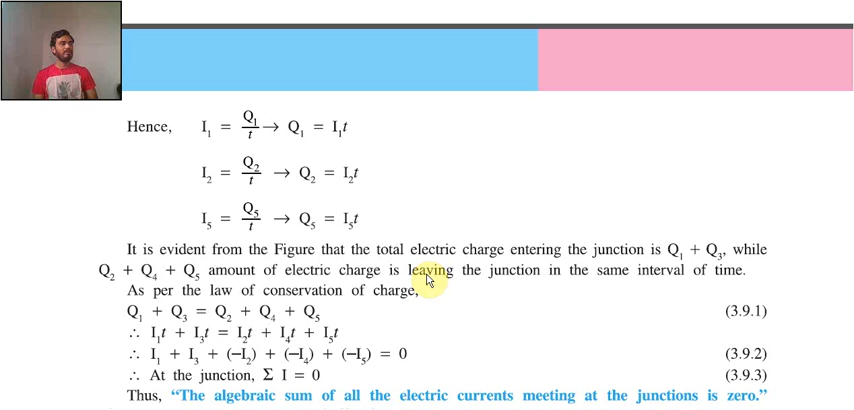 Hence, I₁ = Q₁/t → Q₁ = I₁t
I₂ = Q₂/t → Q₂ = I₂t
I₅ = Q₅/t → Q₅ = I₅t
It is evident from the Figure that the total electric charge entering the junction is Q₁ + Q₃, while
Q₂ + Q₄ + Q₅ amount of electric charge is leaving the junction in the same interval of time.
As per the law of conservation of charge,
Q₁ + Q₃ = Q₂ + Q₄ + Q₅ (3.9.1)
∴ I₁t + I₃t = I₂t + I₄t + I₅t
∴ I₁ + I₃ + (−I₂) + (−I₄) + (−I₅) = 0 (3.9.2)
∴ At the junction, Σ I = 0 (3.9.3)
Thus, “The algebraic sum of all the electric currents meeting at the junctions is zero.”